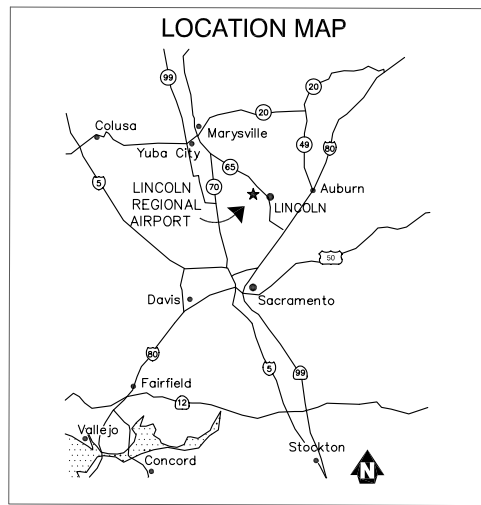 LOCATION MAP
99
20
20
Colusa
Marysville
Yuba City
49
80
65
5
70
LINCOLN
REGIONAL
AIRPORT
Auburn
LINCOLN
50
Davis
Sacramento
80
5
99
Fairfield
12
Vallejo
Concord
Stockton
N